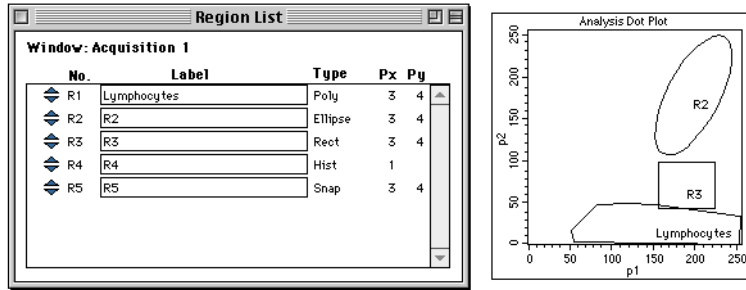 Region List
Window: Acquisition 1
No. Label Type Px Py
R1 Lymphocytes Poly 3 4
R2 R2 Ellipse 3 4
R3 R3 Rect 3 4
R4 R4 Hist 1
R5 R5 Snap 3 4
Analysis Dot Plot
250
200
R2
150
p2
100
R3
50
Lymphocytes
0
0 50 100 150 200 250
p1